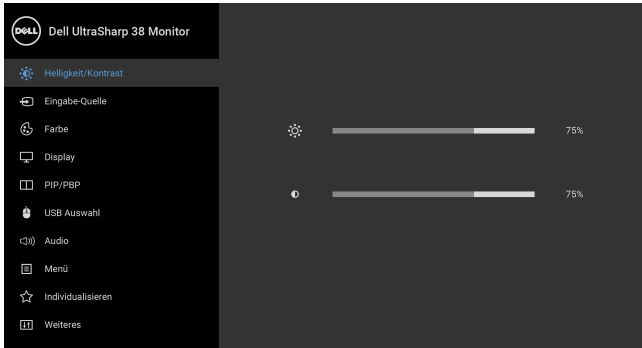 DELL
Dell UltraSharp 38 Monitor
Helligkeit/Kontrast
Eingabe-Quelle
Farbe
Display
PIP/PBP
USB Auswahl
Audio
Menü
Individualisieren
Weiteres
75%
75%